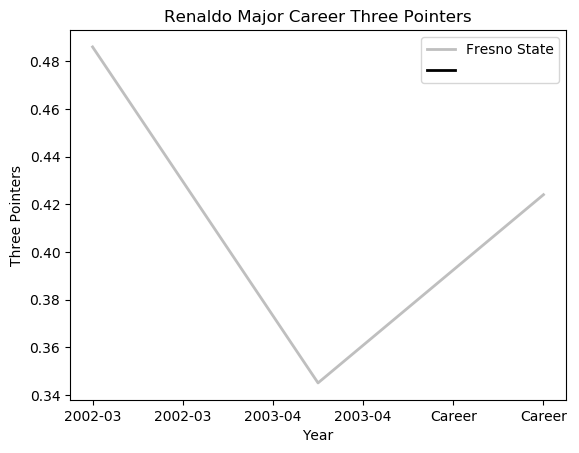 Renaldo Major Career Three Pointers
Fresno State
Three Pointers
0.48
0.46
0.44
0.42
0.40
0.38
0.36
0.34
2002-03 2002-03 2003-04 2003-04 Career Career
Year